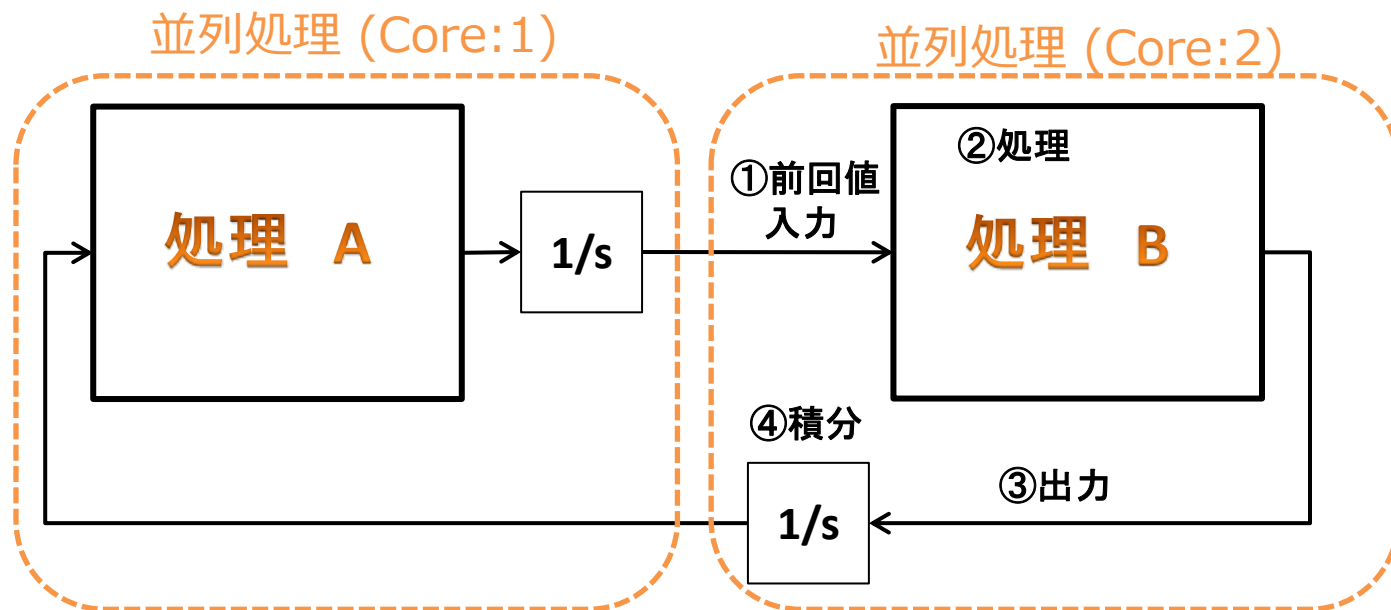 並列処理 (Core:1)
並列処理 (Core:2)
処理 A
1/s
①前回値
入力
②処理
処理 B
④積分
1/s
③出力